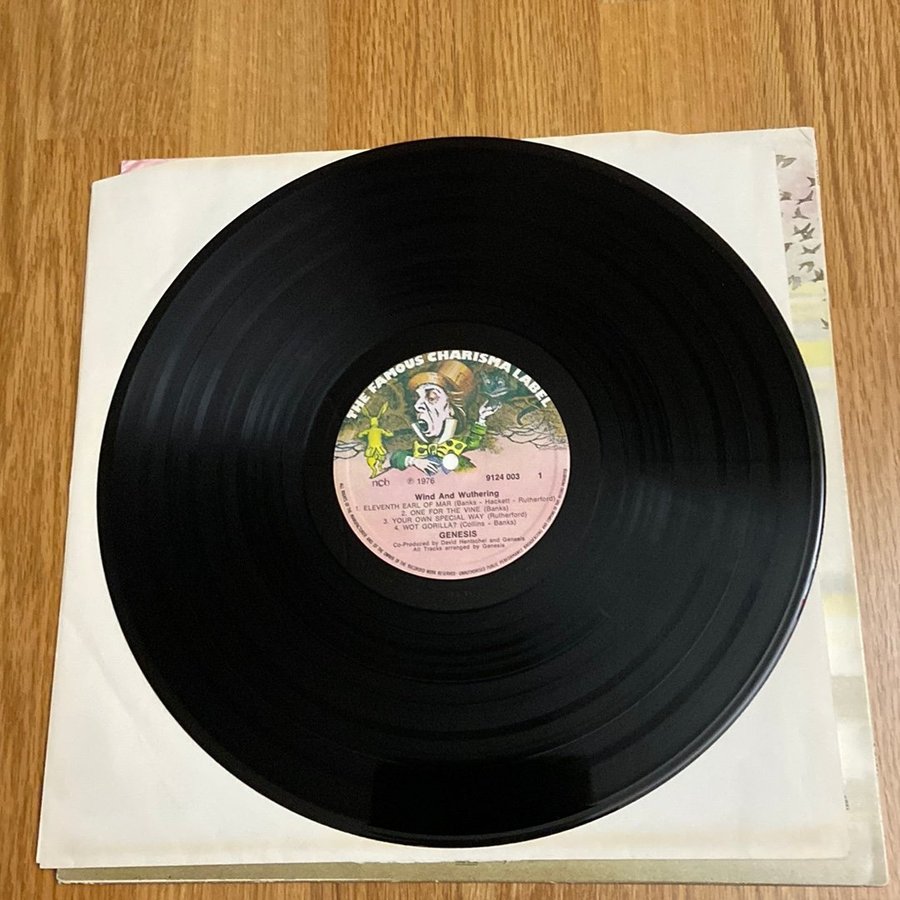 THE FAMOUS CHARISMA LABEL
ncb ℗ 1976 9124 003 1
Wind And Wuthering
1. ELEVENTH EARL OF MAR (Banks - Hackett - Rutherford)
2. ONE FOR THE VINE (Banks)
3. YOUR OWN SPECIAL WAY (Rutherford)
4. WOT GORILLA? (Collins - Banks)
GENESIS
Co-Produced by David Hentschel and Genesis
All Tracks arranged by Genesis